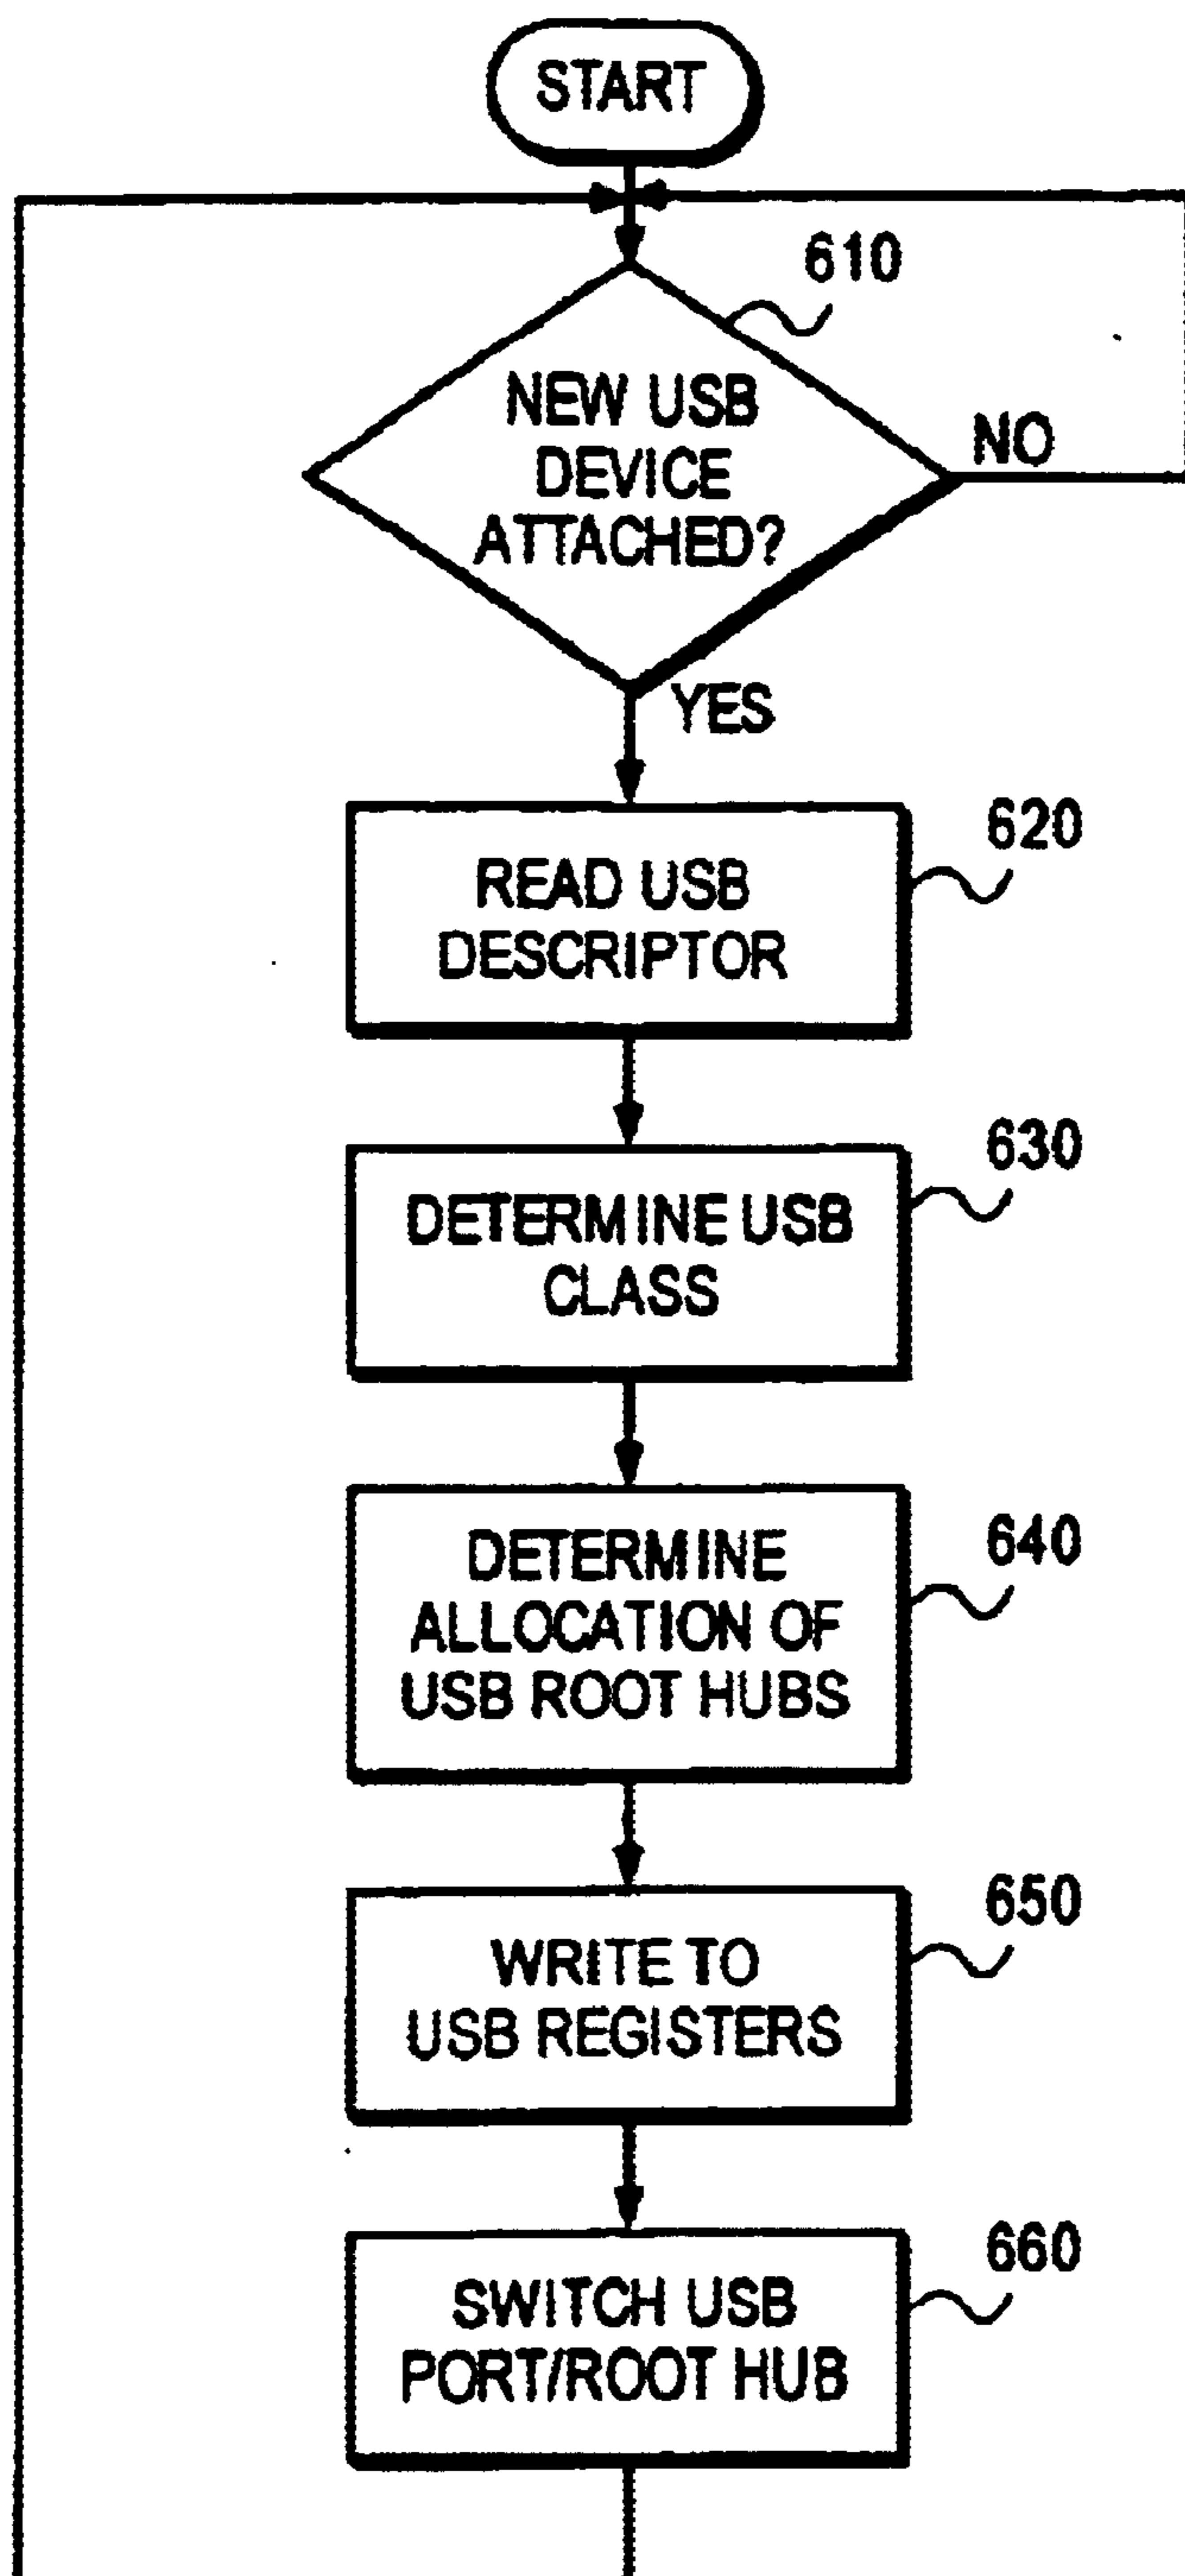 START
610
NEW USB
DEVICE
ATTACHED?
NO
YES
620
READ USB
DESCRIPTOR
630
DETERMINE USB
CLASS
640
DETERMINE
ALLOCATION OF
USB ROOT HUBS
650
WRITE TO
USB REGISTERS
660
SWITCH USB
PORT/ROOT HUB